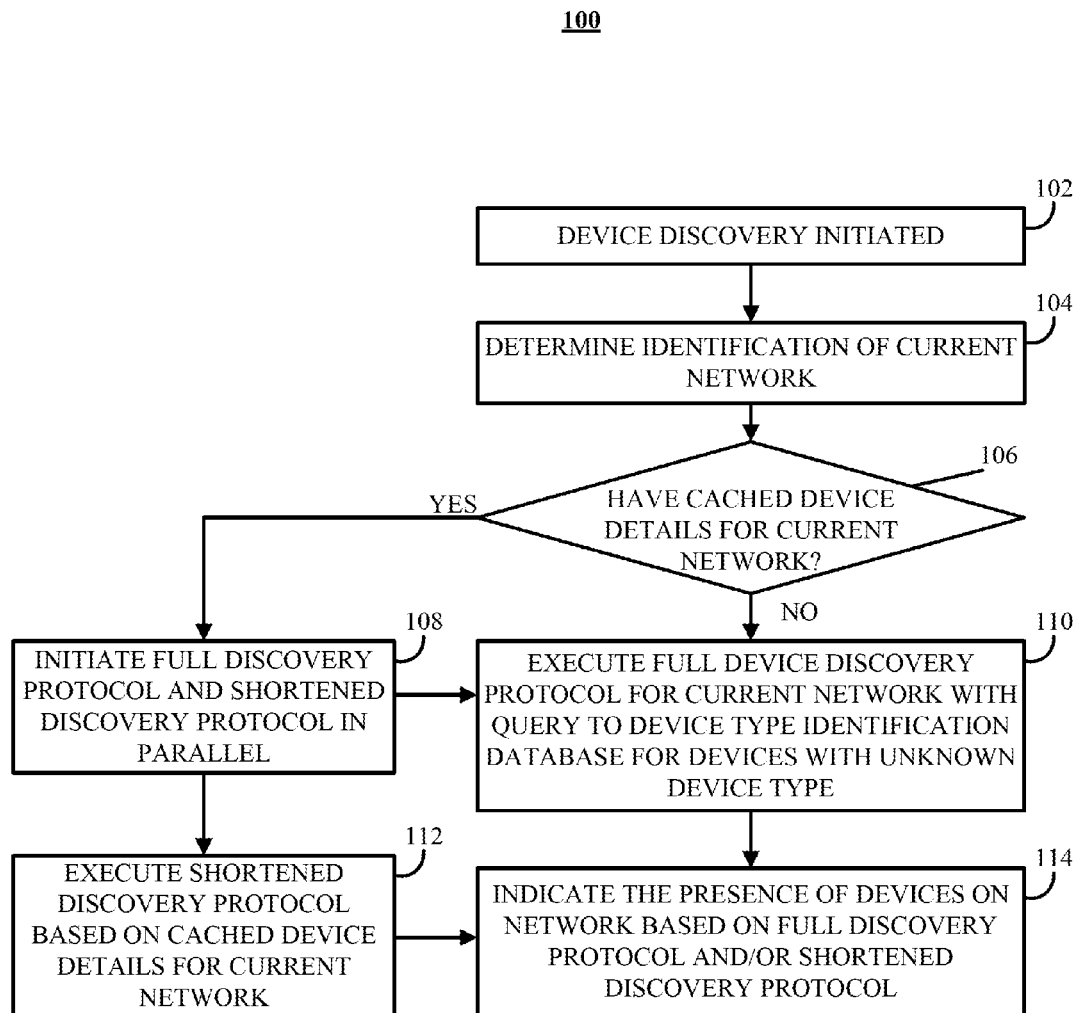 100
102
DEVICE DISCOVERY INITIATED
104
DETERMINE IDENTIFICATION OF CURRENT
NETWORK
106
HAVE CACHED DEVICE
DETAILS FOR CURRENT
NETWORK?
YES
NO
108
INITIATE FULL DISCOVERY
PROTOCOL AND SHORTENED
DISCOVERY PROTOCOL IN
PARALLEL
110
EXECUTE FULL DEVICE DISCOVERY
PROTOCOL FOR CURRENT NETWORK WITH
QUERY TO DEVICE TYPE IDENTIFICATION
DATABASE FOR DEVICES WITH UNKNOWN
DEVICE TYPE
112
EXECUTE SHORTENED
DISCOVERY PROTOCOL
BASED ON CACHED DEVICE
DETAILS FOR CURRENT
NETWORK
114
INDICATE THE PRESENCE OF DEVICES ON
NETWORK BASED ON FULL DISCOVERY
PROTOCOL AND/OR SHORTENED
DISCOVERY PROTOCOL